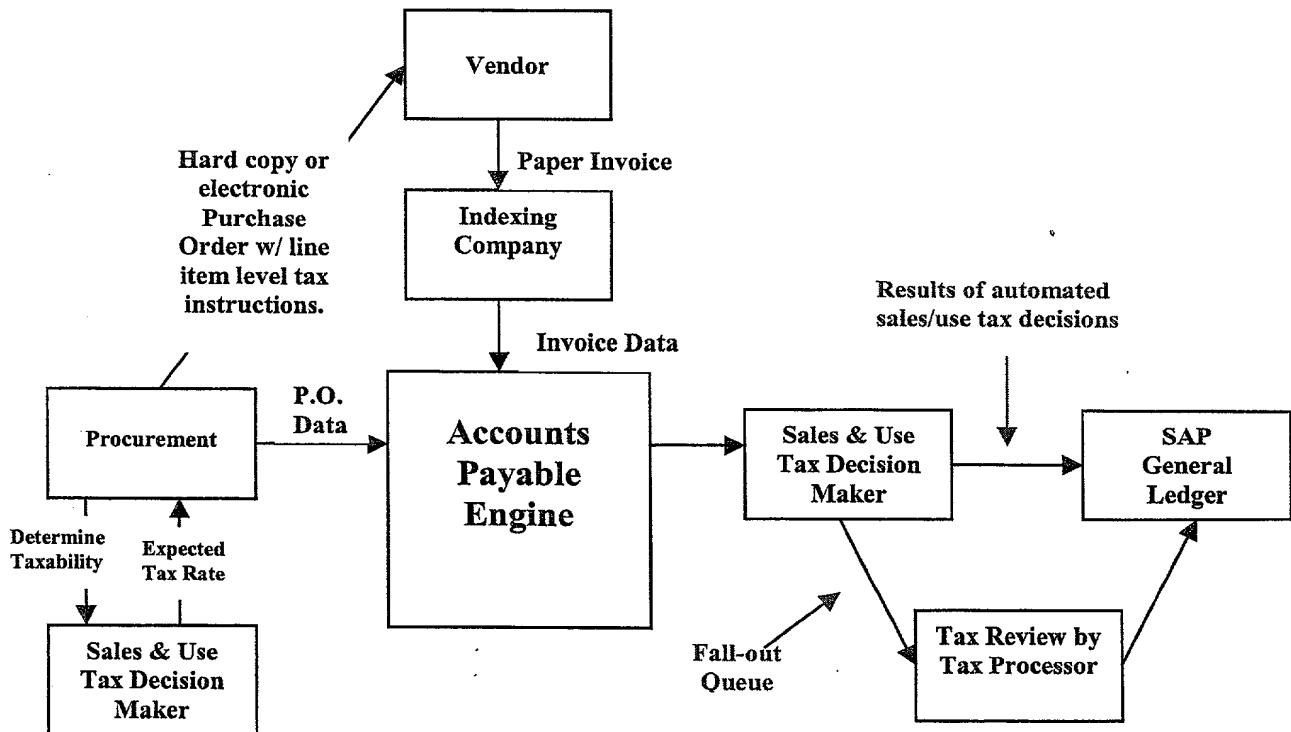 Vendor
Paper Invoice
Hard copy or
electronic
Purchase
Order w/ line
item level tax
instructions.
Indexing
Company
Invoice Data
Results of automated
sales/use tax decisions
Procurement
P.O.
Data
Accounts
Payable
Engine
Sales & Use
Tax Decision
Maker
SAP
General
Ledger
Determine
Taxability
Expected
Tax Rate
Sales & Use
Tax Decision
Maker
Fall-out
Queue
Tax Review by
Tax Processor